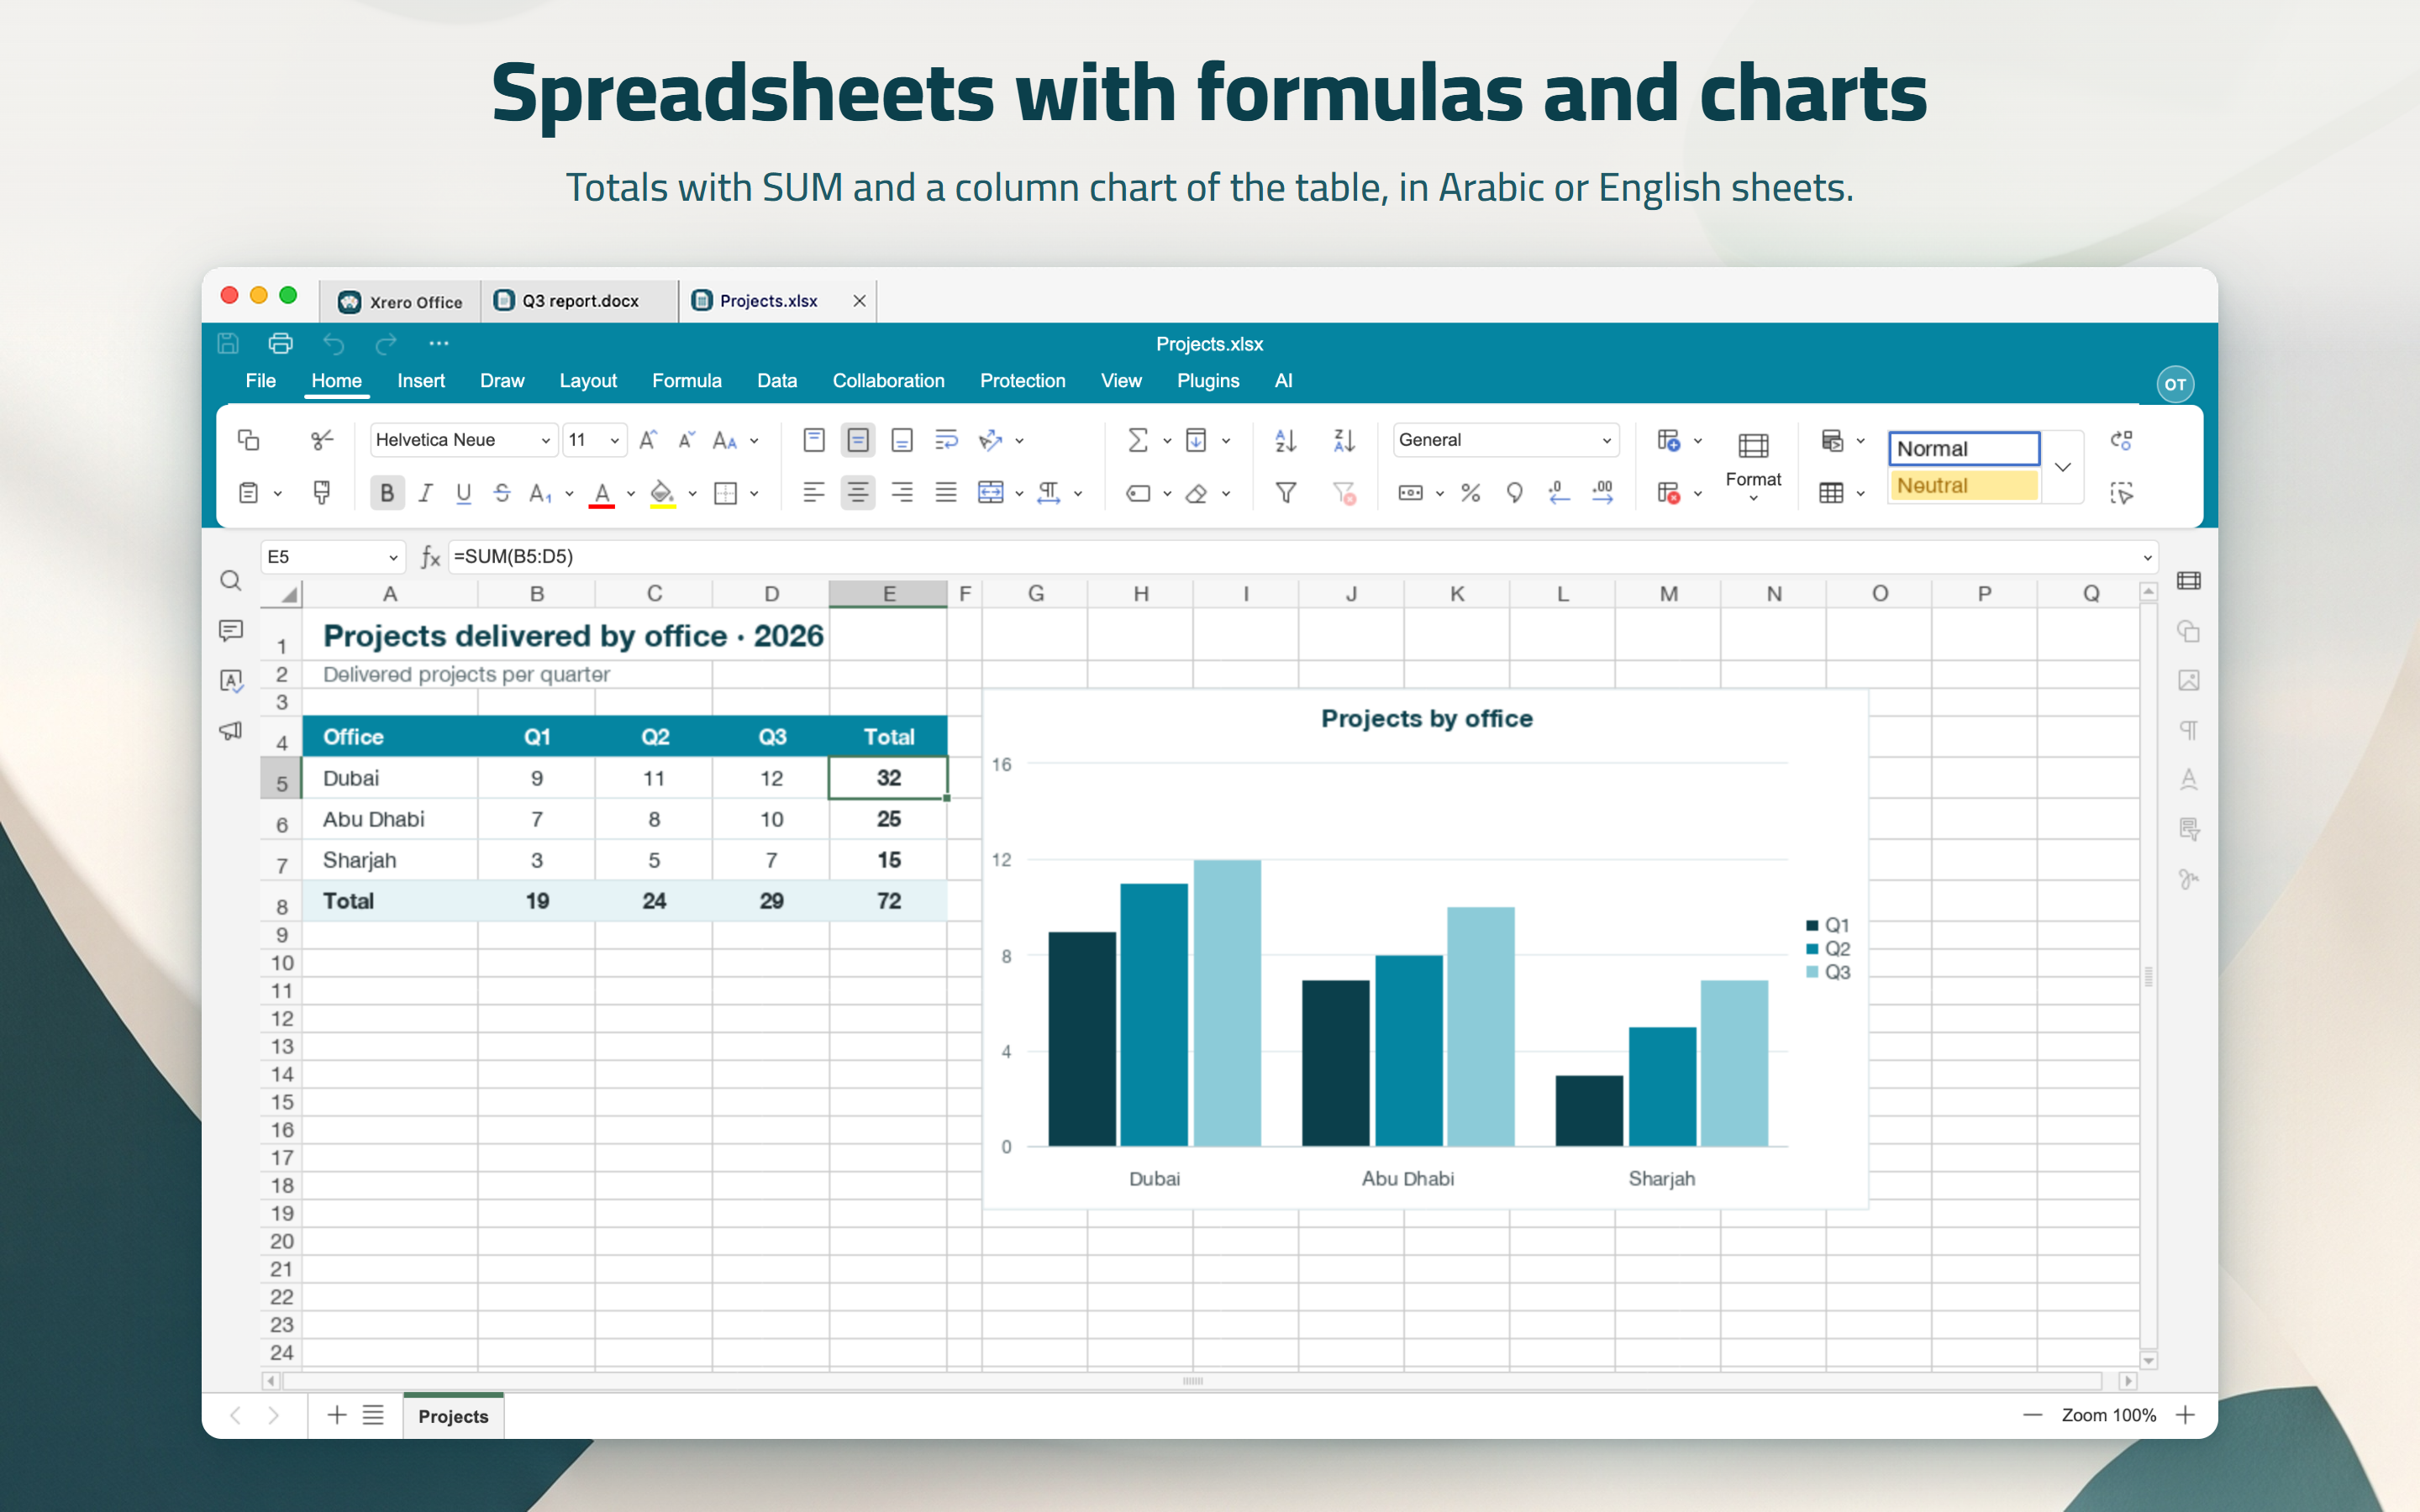 Spreadsheets with formulas and charts
Totals with SUM and a column chart of the table, in Arabic or English sheets.
Xrero Office Q3 report.docx Projects.xlsx
Projects.xlsx
File Home Insert Draw Layout Formula Data Collaboration Protection View Plugins AI
OT
Helvetica Neue 11 General
Normal
Format
Neutral
E5 fx =SUM(B5:D5)
A B C D E F G H I J K L M N O P Q
1 Projects delivered by office · 2026
2 Delivered projects per quarter
3
4 Office Q1 Q2 Q3 Total
5 Dubai 9 11 12 32
6 Abu Dhabi 7 8 10 25
7 Sharjah 3 5 7 15
8 Total 19 24 29 72
9
10
11
12
13
14
15
16
17
18
19
20
21
22
23
24
Projects by office
16
12
8
4
0
Dubai Abu Dhabi Sharjah
Q1
Q2
Q3
Projects
Zoom 100%